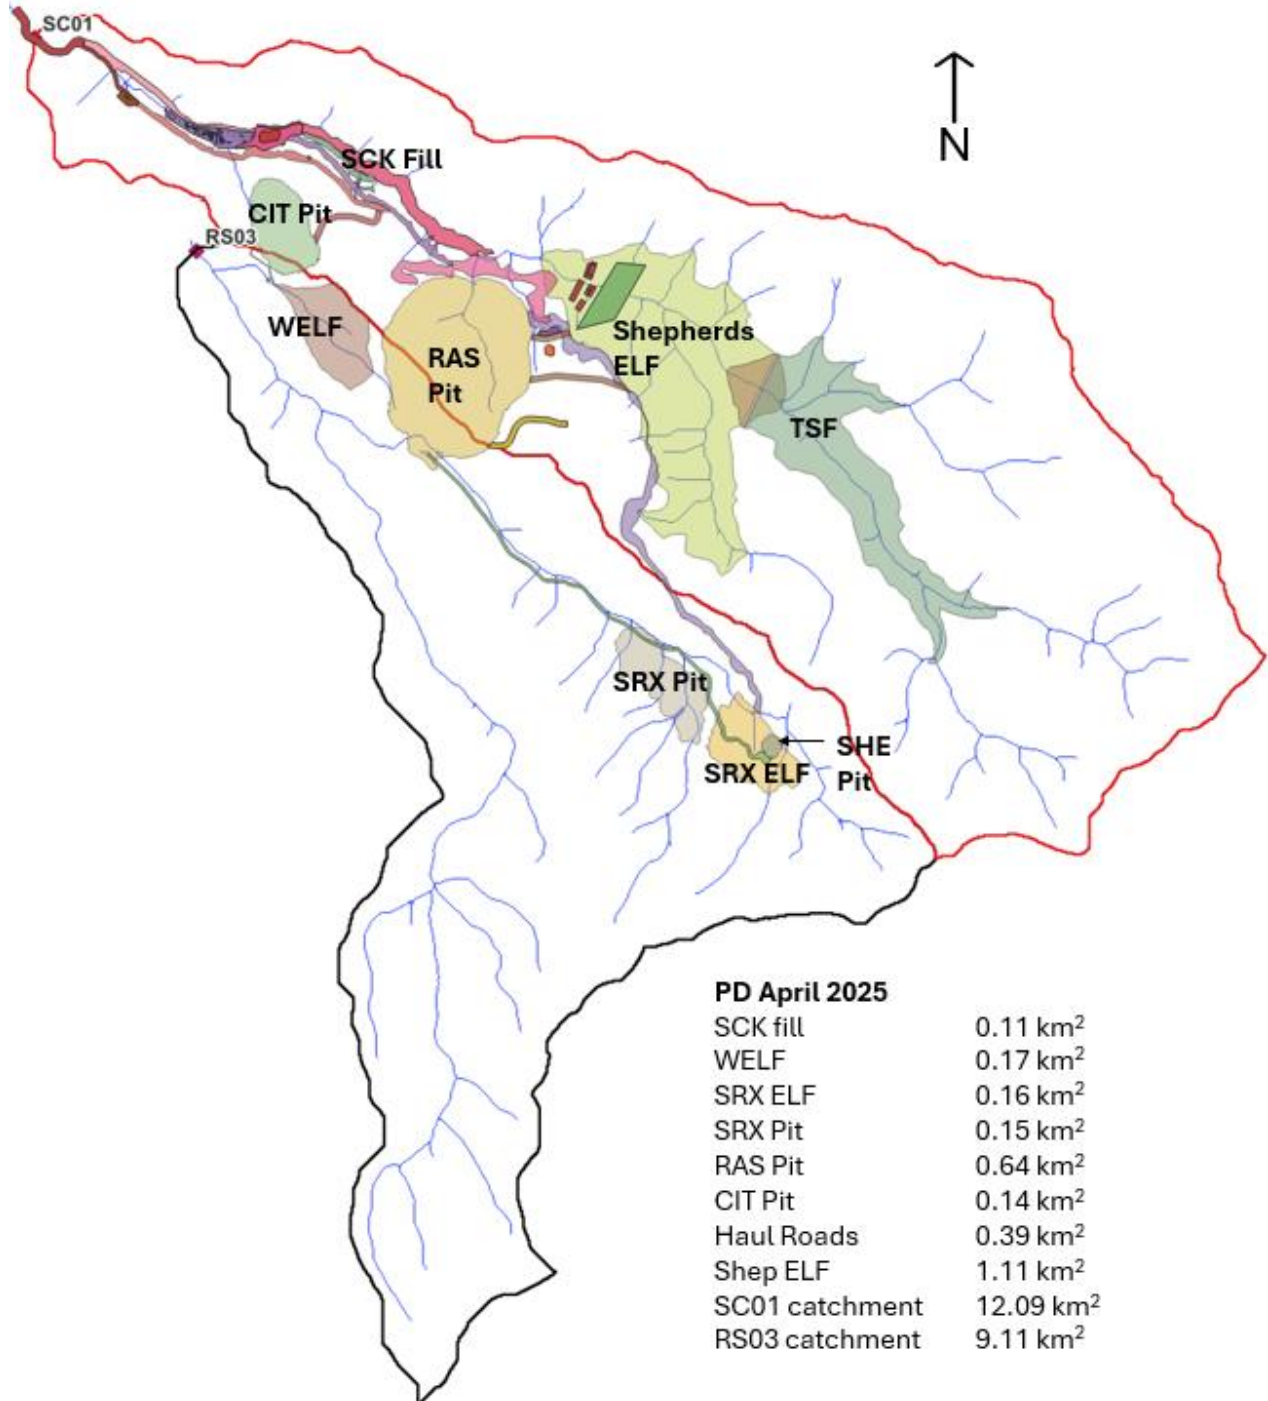 SC01
N
SCK Fill
CIT Pit
RS03
WELF
RAS
Pit
Shepherds
ELF
TSF
SRX Pit
SHE
Pit
SRX ELF
PD April 2025
SCK fill 0.11 km²
WELF 0.17 km²
SRX ELF 0.16 km²
SRX Pit 0.15 km²
RAS Pit 0.64 km²
CIT Pit 0.14 km²
Haul Roads 0.39 km²
Shep ELF 1.11 km²
SC01 catchment 12.09 km²
RS03 catchment 9.11 km²